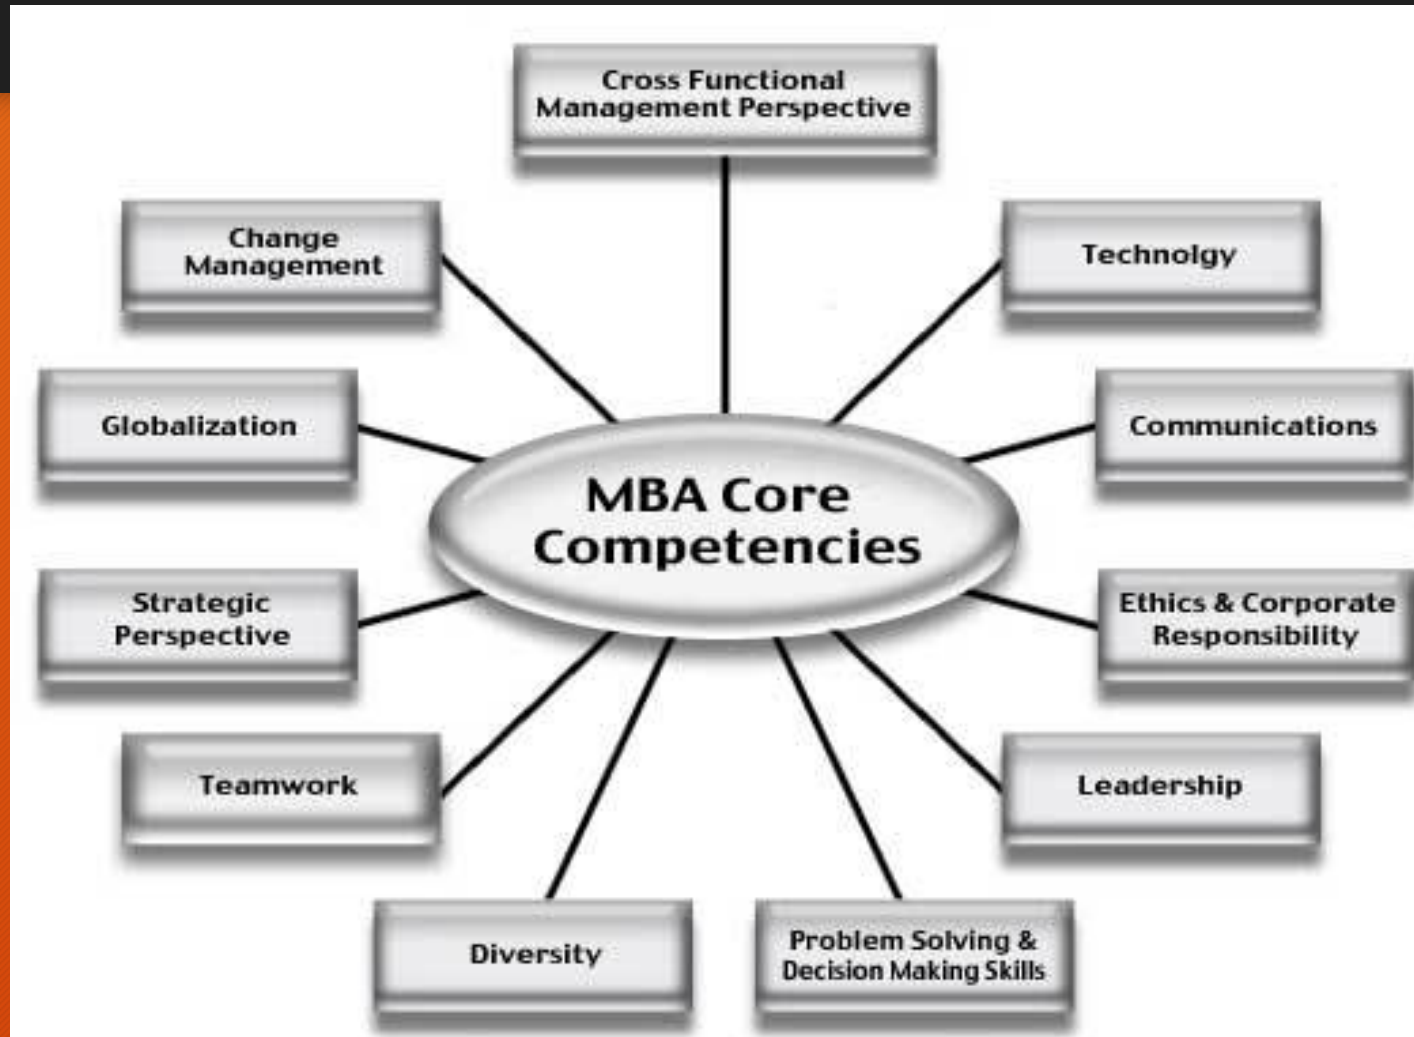 Cross Functional
Management Perspective
Change
Management
Technolgy
Globalization
Communications
MBA Core
Competencies
Strategic
Perspective
Ethics & Corporate
Responsibility
Teamwork
Leadership
Diversity
Problem Solving &
Decision Making Skills